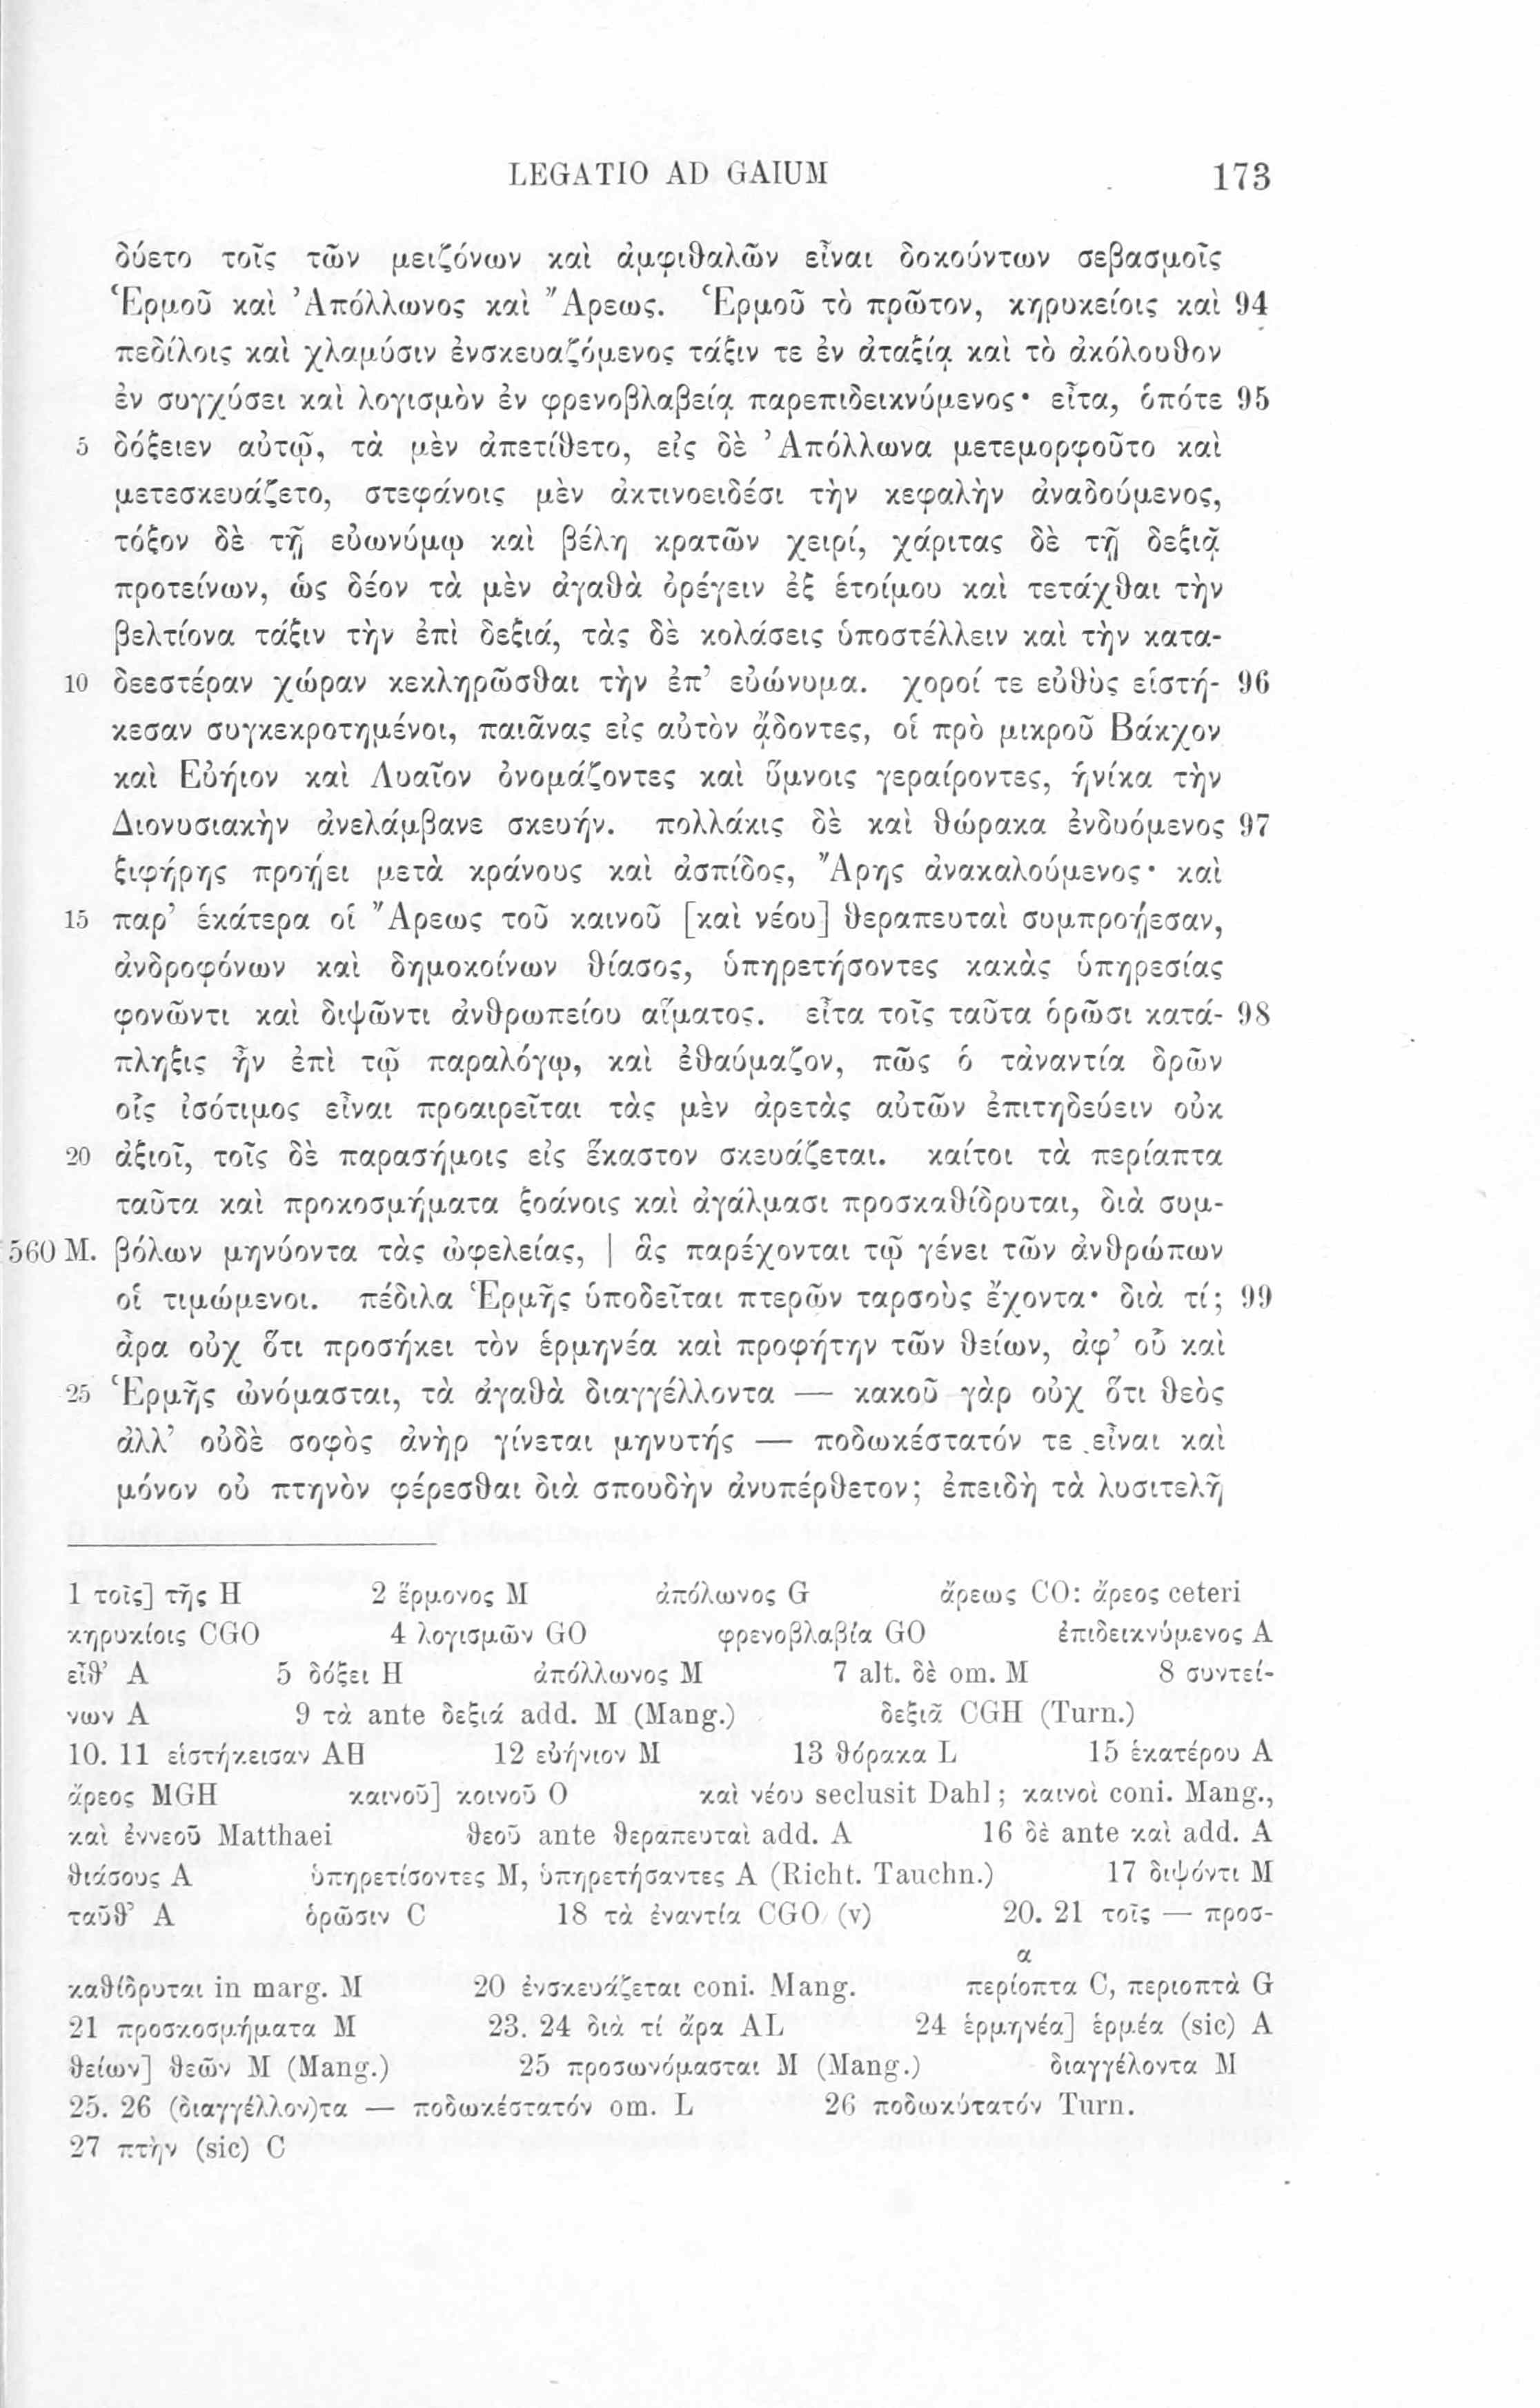 LEGATIO AD GAIUM 173
δύετο τοῖς τῶν μειζόνων καὶ ἀμφιθαλῶν εἶναι δοκούντων σεβασμοῖς
Ἑρμοῦ καὶ Ἀπόλλωνος καὶ Ἄρεως. Ἑρμοῦ τὸ πρῶτον, κηρυκείοις καὶ 94
πεδίλοις καὶ χλαμύσιν ἐνσκευαζόμενος τάξιν τε ἐν ἀταξίᾳ καὶ τὸ ἀκόλουθον
ἐν συγχύσει καὶ λογισμὸν ἐν φρενοβλαβείᾳ παρεπιδεικνύμενος· εἶτα, ὁπότε 95
5 δόξειεν αὐτῷ, τὰ μὲν ἀπετίθετο, εἰς δὲ Ἀπόλλωνα μετεμορφοῦτο καὶ
μετεσκευάζετο, στεφάνοις μὲν ἀκτινοειδέσι τὴν κεφαλὴν ἀναδούμενος,
τόξον δὲ τῇ εὐωνύμῳ καὶ βέλη κρατῶν χειρί, χάριτας δὲ τῇ δεξιᾷ
προτείνων, ὡς δέον τὰ μὲν ἀγαθὰ ὀρέγειν ἐξ ἑτοίμου καὶ τετάχθαι τὴν
βελτίονα τάξιν τὴν ἐπὶ δεξιά, τὰς δὲ κολάσεις ὑποστέλλειν καὶ τὴν κατα-
10 δεεστέραν χώραν κεκληρῶσθαι τὴν ἐπ’ εὐώνυμα. χοροί τε εὐθὺς εἱστή- 96
κεσαν συγκεκροτημένοι, παιᾶνας εἰς αὐτὸν ᾄδοντες, οἳ πρὸ μικροῦ Βάκχον
καὶ Εὐήιον καὶ Λυαῖον ὀνομάζοντες καὶ ὕμνοις γεραίροντες, ἡνίκα τὴν
Διονυσιακὴν ἀνελάμβανε σκευήν. πολλάκις δὲ καὶ θώρακα ἐνδυόμενος 97
ξιφήρης προῄει μετὰ κράνους καὶ ἀσπίδος, Ἄρης ἀνακαλούμενος· καὶ
15 παρ’ ἑκάτερα οἱ Ἄρεως τοῦ καινοῦ [καὶ νέου] θεραπευταὶ συμπροῄεσαν,
ἀνδροφόνων καὶ δημοκοίνων θίασος, ὑπηρετήσοντες κακὰς ὑπηρεσίας
φονῶντι καὶ διψῶντι ἀνθρωπείου αἵματος. εἶτα τοῖς ταῦτα ὁρῶσι κατά- 98
πληξις ἦν ἐπὶ τῷ παραλόγῳ, καὶ ἐθαύμαζον, πῶς ὁ τἀναντία δρῶν
οἷς ἰσότιμος εἶναι προαιρεῖται τὰς μὲν ἀρετὰς αὐτῶν ἐπιτηδεύειν οὐκ
20 ἀξιοῖ, τοῖς δὲ παρασήμοις εἰς ἕκαστον σκευάζεται. καίτοι τὰ περίαπτα
ταῦτα καὶ προκοσμήματα ξοάνοις καὶ ἀγάλμασι προσκαθίδρυται, διὰ συμ-
560 M. βόλων μηνύοντα τὰς ὠφελείας, | ἃς παρέχονται τῷ γένει τῶν ἀνθρώπων
οἱ τιμώμενοι. πέδιλα Ἑρμῆς ὑποδεῖται πτερῶν ταρσοὺς ἔχοντα· διὰ τί; 99
ἆρα οὐχ ὅτι προσήκει τὸν ἑρμηνέα καὶ προφήτην τῶν θείων, ἀφ’ οὗ καὶ
25 Ἑρμῆς ὠνόμασται, τὰ ἀγαθὰ διαγγέλλοντα — κακοῦ γὰρ οὐχ ὅτι θεὸς
ἀλλ’ οὐδὲ σοφὸς ἀνὴρ γίνεται μηνυτής — ποδωκέστατόν τε εἶναι καὶ
μόνον οὐ πτηνὸν φέρεσθαι διὰ σπουδὴν ἀνυπέρθετον; ἐπειδὴ τὰ λυσιτελῆ
1 τοῖς] τῆς H 2 ἕρμονος M ἀπόλωνος G ἄρεως CO: ἄρεος ceteri
κηρυκίοις CGO 4 λογισμῶν GO φρενοβλαβία GO ἐπιδεικνύμενος A
εἶθ’ A 5 δόξει H ἀπόλλωνος M 7 alt. δὲ om. M 8 συντεί-
νων A 9 τὰ ante δεξιά add. M (Mang.) δεξιᾶ CGH (Turn.)
10. 11 εἱστήκεισαν AH 12 εὐήνιον M 13 θόρακα L 15 ἑκατέρου A
ἄρεος MGH καινοῦ] κοινοῦ O καὶ νέου seclusit Dahl; καινοὶ coni. Mang.,
καὶ ἐννεοῦ Matthaei θεοῦ ante θεραπευταὶ add. A 16 δὲ ante καὶ add. A
θιάσους A ὑπηρετίσοντες M, ὑπηρετήσαντες A (Richt. Tauchn.) 17 διψόντι M
ταῦθ’ A ὁρῶσιν C 18 τὰ ἐναντία CGO (v) 20. 21 τοῖς — προσ-
α
καθίδρυται in marg. M 20 ἐνσκευάζεται coni. Mang. περίοπτα C, περιοπτὰ G
21 προσκοσμήματα M 23. 24 διὰ τί ἄρα AL 24 ἑρμηνέα] ἑρμέα (sic) A
θείων] θεῶν M (Mang.) 25 προσωνόμασται M (Mang.) διαγγέλοντα M
25. 26 (διαγγέλλον)τα — ποδωκέστατόν om. L 26 ποδωκύτατόν Turn.
27 πτὴν (sic) C